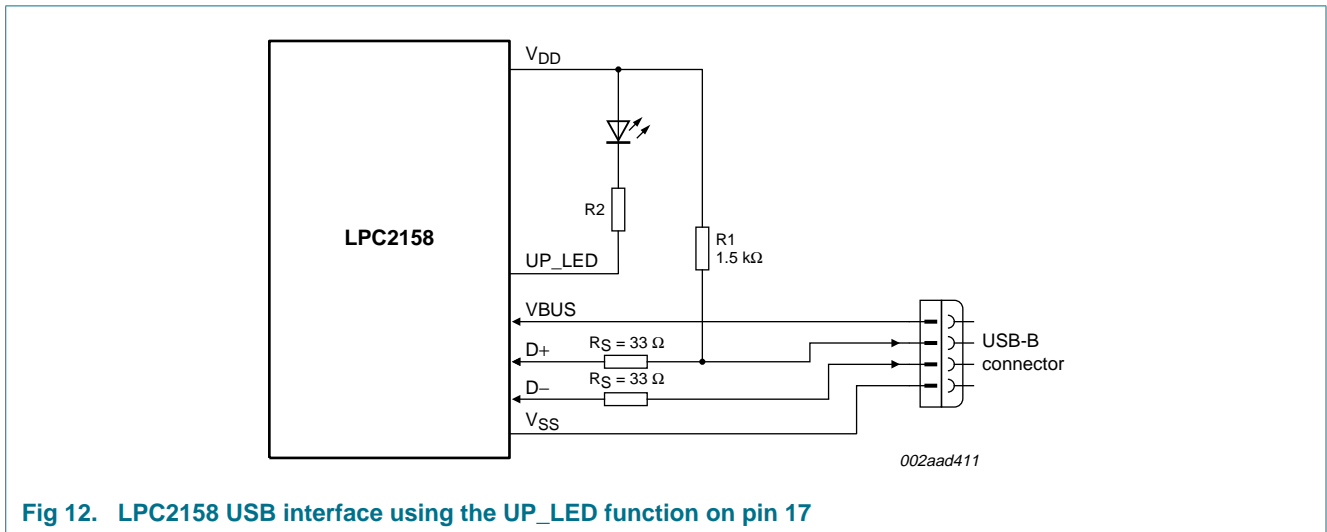 VDD
R2
LPC2158
R1
1.5 kΩ
UP_LED
VBUS
D+
RS = 33 Ω
USB-B
connector
D−
RS = 33 Ω
VSS
002aad411
Fig 12. LPC2158 USB interface using the UP_LED function on pin 17